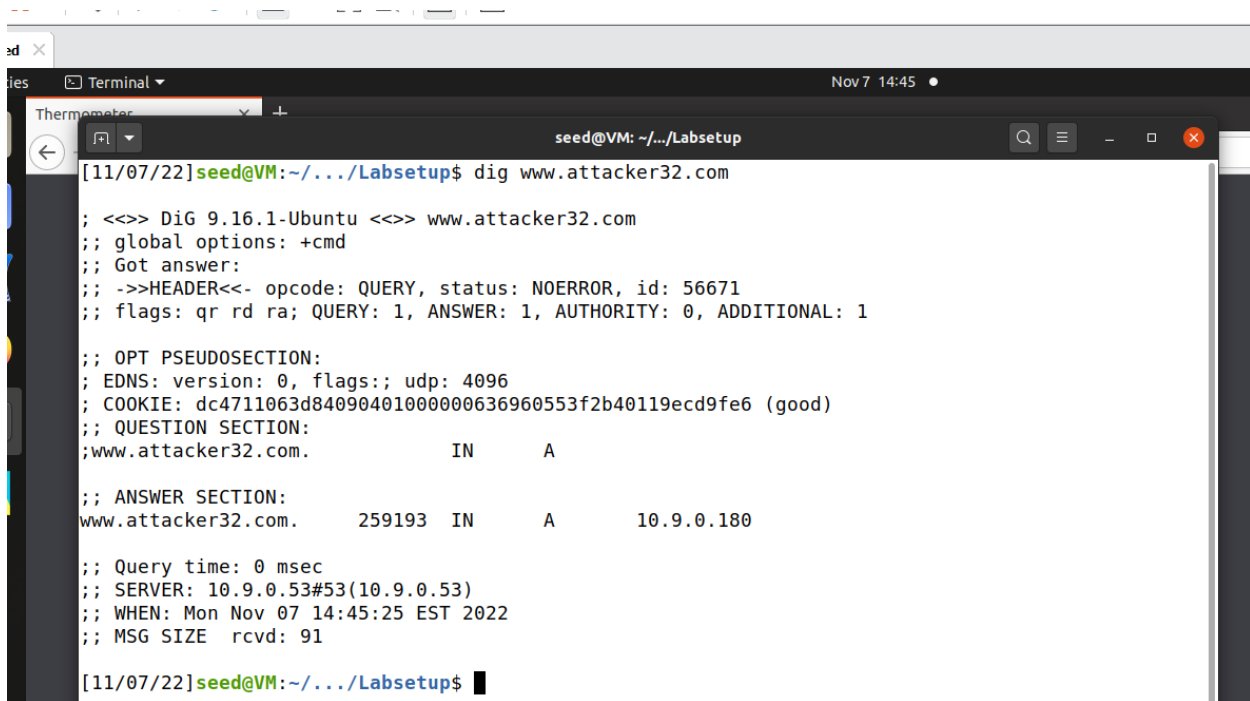 ed
ies Terminal Nov 7 14:45
Thermometer
seed@VM: ~/.../Labsetup
[11/07/22]seed@VM:~/.../Labsetup$ dig www.attacker32.com
; <<>> DiG 9.16.1-Ubuntu <<>> www.attacker32.com
;; global options: +cmd
;; Got answer:
;; ->>HEADER<<- opcode: QUERY, status: NOERROR, id: 56671
;; flags: qr rd ra; QUERY: 1, ANSWER: 1, AUTHORITY: 0, ADDITIONAL: 1
;; OPT PSEUDOSECTION:
; EDNS: version: 0, flags:; udp: 4096
; COOKIE: dc4711063d84090401000000636960553f2b40119ecd9fe6 (good)
;; QUESTION SECTION:
;www.attacker32.com. IN A
;; ANSWER SECTION:
www.attacker32.com. 259193 IN A 10.9.0.180
;; Query time: 0 msec
;; SERVER: 10.9.0.53#53(10.9.0.53)
;; WHEN: Mon Nov 07 14:45:25 EST 2022
;; MSG SIZE rcvd: 91
[11/07/22]seed@VM:~/.../Labsetup$